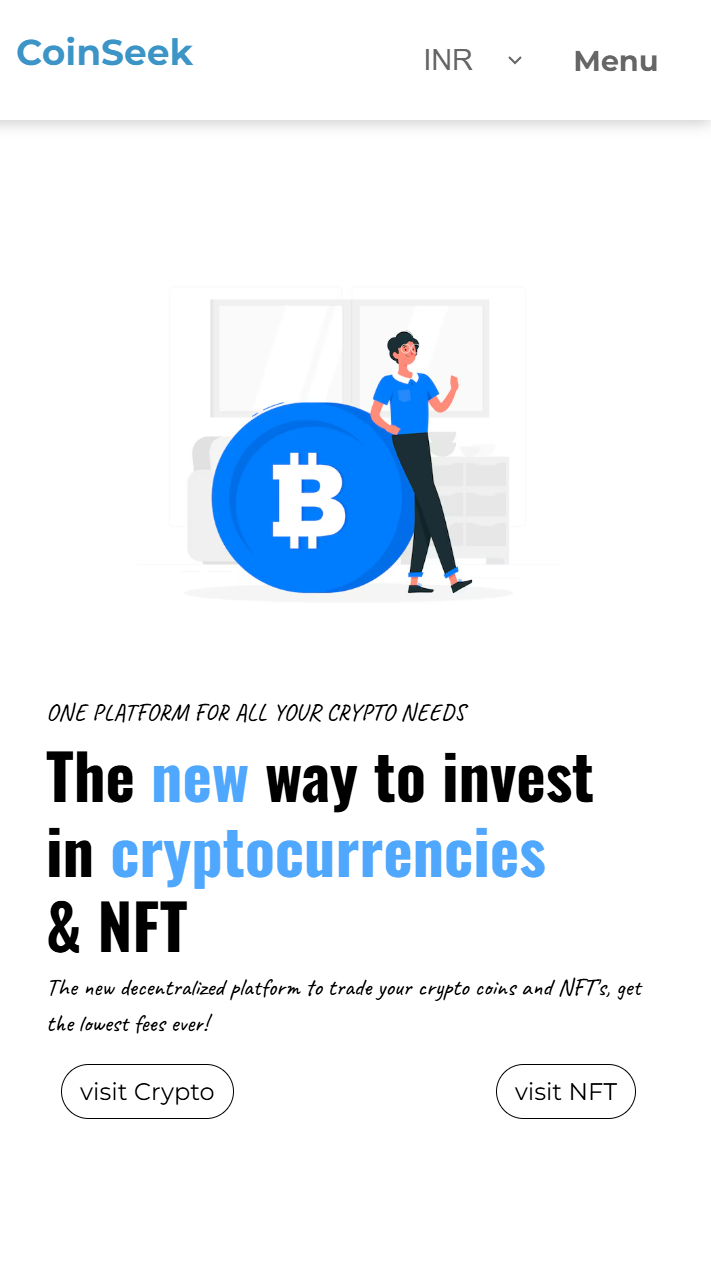 CoinSeek
INR
Menu
ONE PLATFORM FOR ALL YOUR CRYPTO NEEDS
The new way to invest
in cryptocurrencies
& NFT
The new decentralized platform to trade your crypto coins and NFT's, get
the lowest fees ever!
visit Crypto
visit NFT